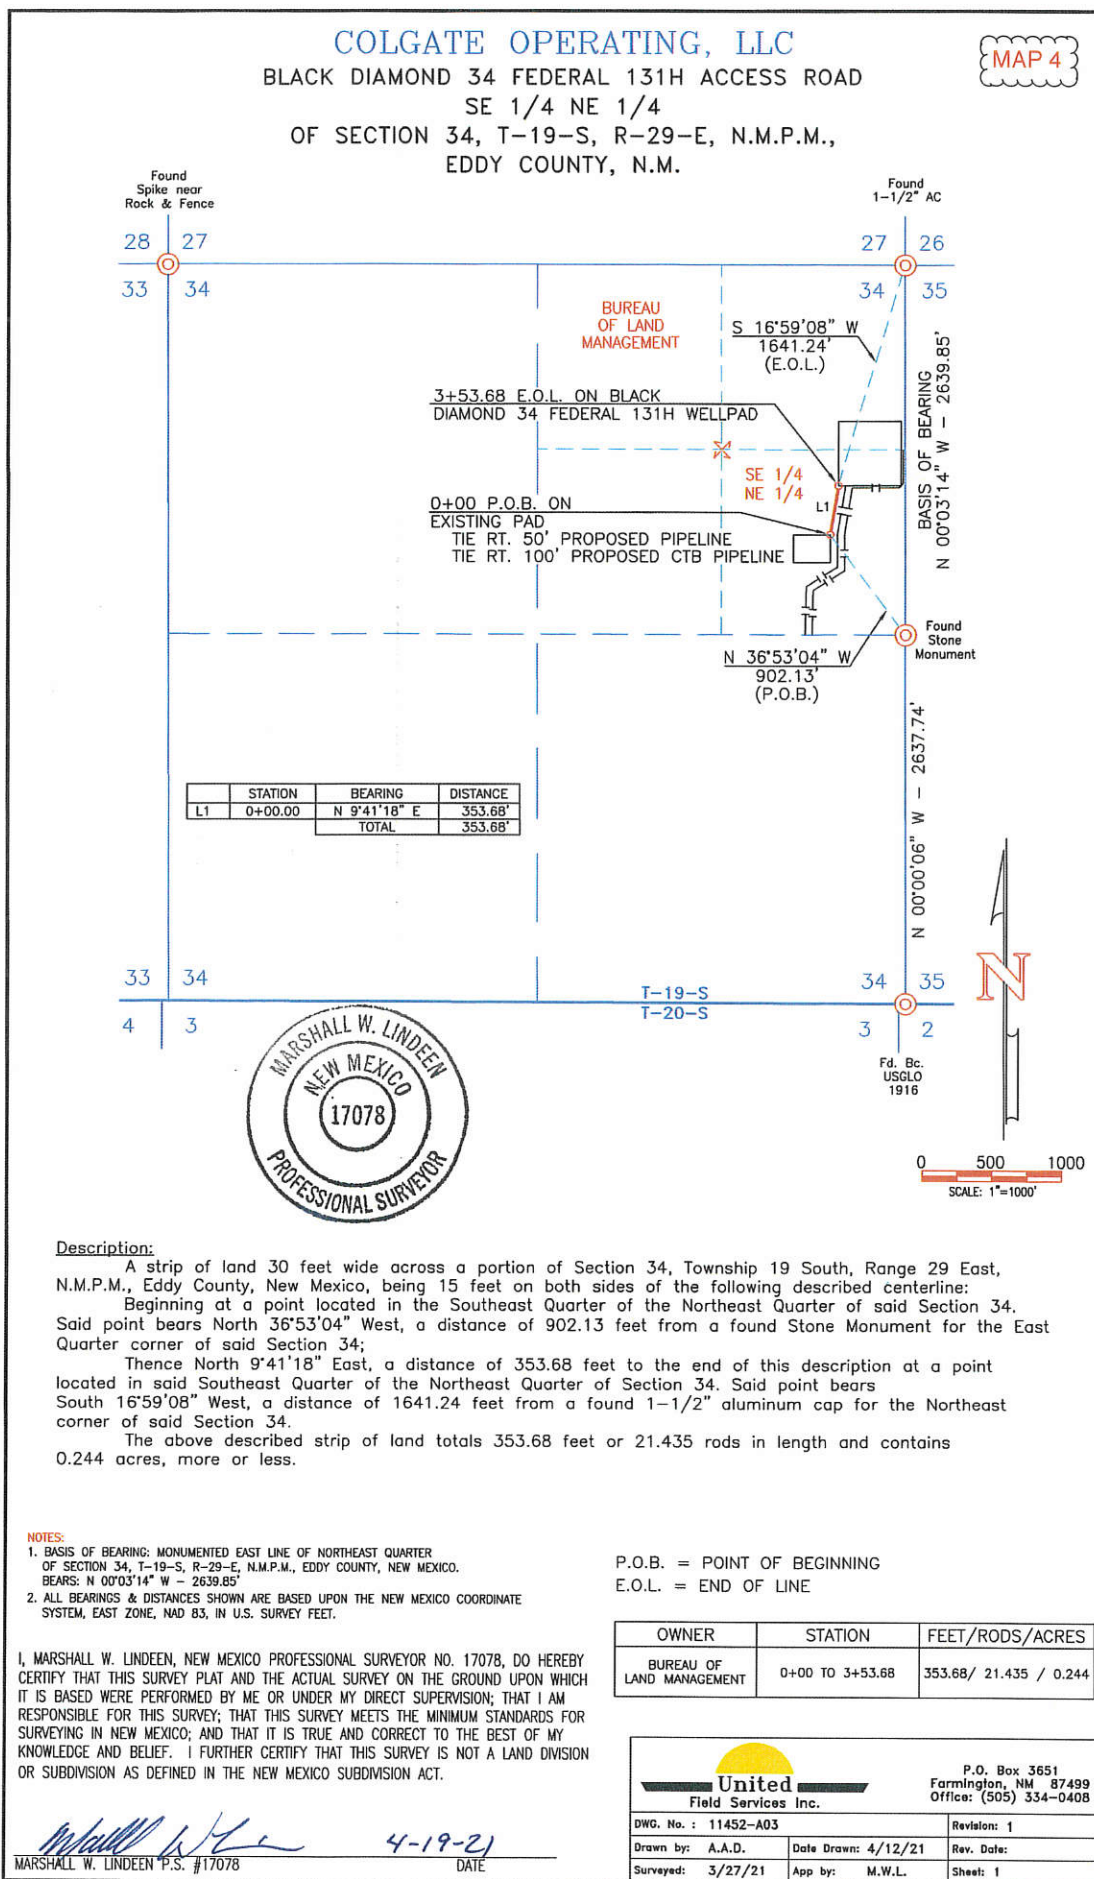 COLGATE OPERATING, LLC
MAP 4
BLACK DIAMOND 34 FEDERAL 131H ACCESS ROAD
SE 1/4 NE 1/4
OF SECTION 34, T-19-S, R-29-E, N.M.P.M.,
EDDY COUNTY, N.M.
Found
Spike near
Rock & Fence
Found
1-1/2" AC
28 27
27 26
33 34
34 35
BUREAU
OF LAND
MANAGEMENT
S 16°59'08" W
1641.24'
(E.O.L.)
BASIS OF BEARING
N 00°03'14" W - 2639.85'
3+53.68 E.O.L. ON BLACK
DIAMOND 34 FEDERAL 131H WELLPAD
SE 1/4
NE 1/4
L1
0+00 P.O.B. ON
EXISTING PAD
TIE RT. 50' PROPOSED PIPELINE
TIE RT. 100' PROPOSED CTB PIPELINE
Found
Stone
Monument
N 36°53'04" W
902.13'
(P.O.B.)
N 00°00'06" W - 2637.74'
STATION BEARING DISTANCE
L1 0+00.00 N 9°41'18" E 353.68'
TOTAL 353.68'
N
33 34
34 35
T-19-S
T-20-S
4 3
3 2
Fd. Bc.
USGLO
1916
MARSHALL W. LINDEEN
NEW MEXICO
17078
PROFESSIONAL SURVEYOR
0 500 1000
SCALE: 1"=1000'
Description:
A strip of land 30 feet wide across a portion of Section 34, Township 19 South, Range 29 East,
N.M.P.M., Eddy County, New Mexico, being 15 feet on both sides of the following described centerline:
Beginning at a point located in the Southeast Quarter of the Northeast Quarter of said Section 34.
Said point bears North 36°53'04" West, a distance of 902.13 feet from a found Stone Monument for the East
Quarter corner of said Section 34;
Thence North 9°41'18" East, a distance of 353.68 feet to the end of this description at a point
located in said Southeast Quarter of the Northeast Quarter of Section 34. Said point bears
South 16°59'08" West, a distance of 1641.24 feet from a found 1-1/2" aluminum cap for the Northeast
corner of said Section 34.
The above described strip of land totals 353.68 feet or 21.435 rods in length and contains
0.244 acres, more or less.
NOTES:
1. BASIS OF BEARING: MONUMENTED EAST LINE OF NORTHEAST QUARTER
OF SECTION 34, T-19-S, R-29-E, N.M.P.M., EDDY COUNTY, NEW MEXICO.
BEARS: N 00°03'14" W - 2639.85'
2. ALL BEARINGS & DISTANCES SHOWN ARE BASED UPON THE NEW MEXICO COORDINATE
SYSTEM, EAST ZONE, NAD 83, IN U.S. SURVEY FEET.
P.O.B. = POINT OF BEGINNING
E.O.L. = END OF LINE
OWNER STATION FEET/RODS/ACRES
BUREAU OF
LAND MANAGEMENT 0+00 TO 3+53.68 353.68/ 21.435 / 0.244
I, MARSHALL W. LINDEEN, NEW MEXICO PROFESSIONAL SURVEYOR NO. 17078, DO HEREBY
CERTIFY THAT THIS SURVEY PLAT AND THE ACTUAL SURVEY ON THE GROUND UPON WHICH
IT IS BASED WERE PERFORMED BY ME OR UNDER MY DIRECT SUPERVISION; THAT I AM
RESPONSIBLE FOR THIS SURVEY; THAT THIS SURVEY MEETS THE MINIMUM STANDARDS FOR
SURVEYING IN NEW MEXICO; AND THAT IT IS TRUE AND CORRECT TO THE BEST OF MY
KNOWLEDGE AND BELIEF. I FURTHER CERTIFY THAT THIS SURVEY IS NOT A LAND DIVISION
OR SUBDIVISION AS DEFINED IN THE NEW MEXICO SUBDIVISION ACT.
4-19-21
MARSHALL W. LINDEEN P.S. #17078 DATE
United
Field Services Inc.
P.O. Box 3651
Farmington, NM 87499
Office: (505) 334-0408
DWG. No. : 11452-A03 Revision: 1
Drawn by: A.A.D. Date Drawn: 4/12/21 Rev. Date:
Surveyed: 3/27/21 App by: M.W.L. Sheet: 1